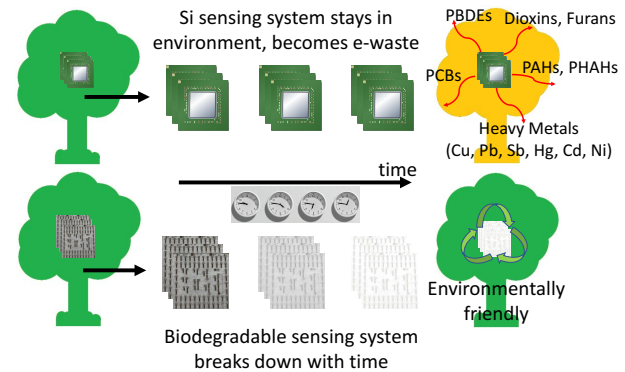 Si sensing system stays in
environment, becomes e-waste
PBDEs
Dioxins, Furans
PCBs
PAHs, PHAHs
Heavy Metals
(Cu, Pb, Sb, Hg, Cd, Ni)
time
Environmentally
friendly
Biodegradable sensing system
breaks down with time